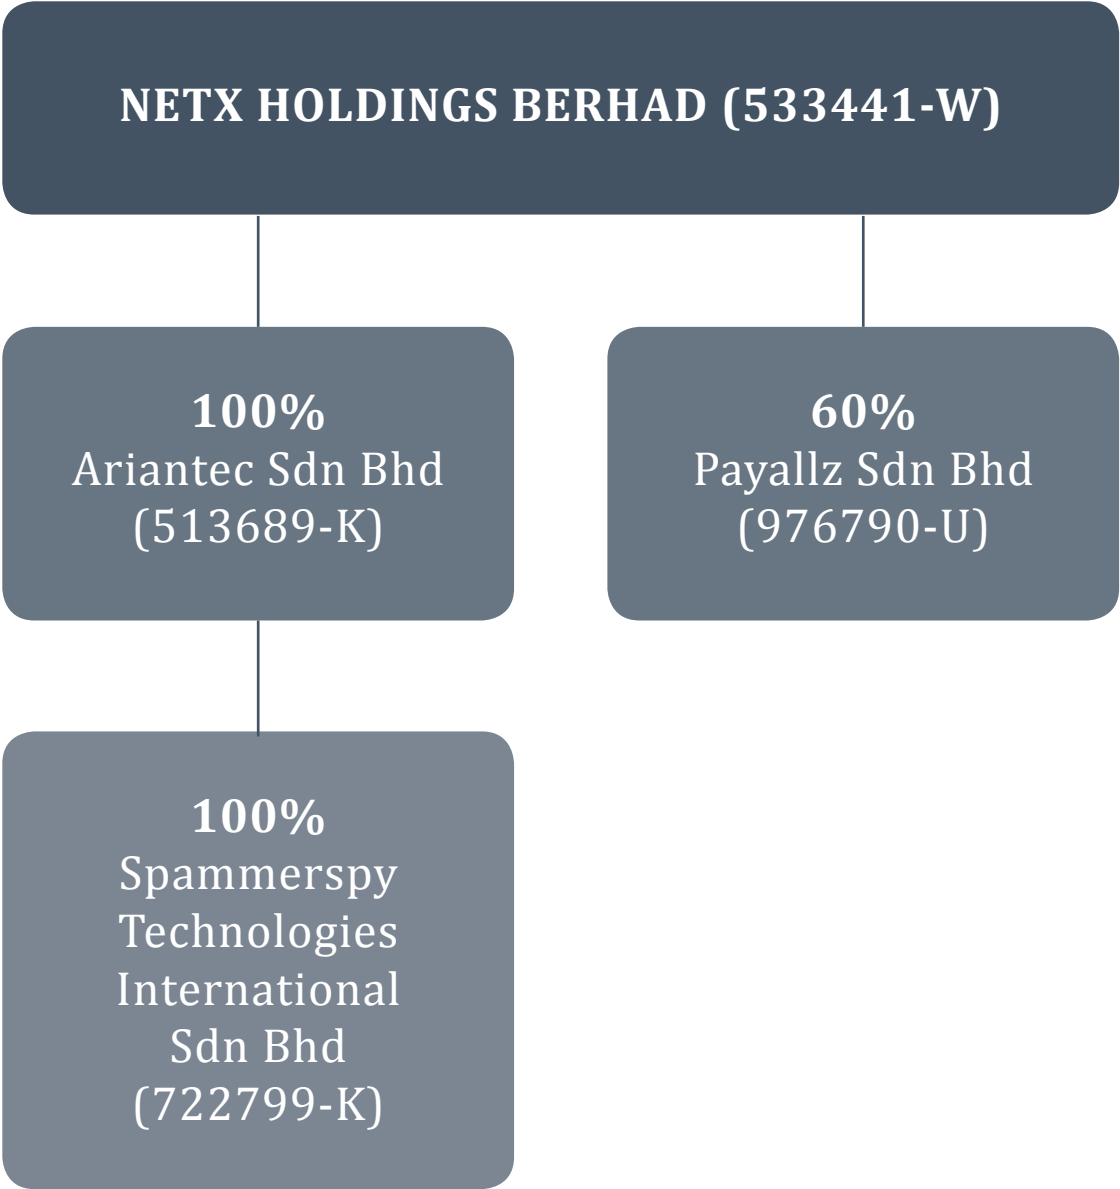 NETX HOLDINGS BERHAD (533441-W)
100%
Ariantec Sdn Bhd
(513689-K)
60%
Payallz Sdn Bhd
(976790-U)
100%
Spammerspy
Technologies
International
Sdn Bhd
(722799-K)